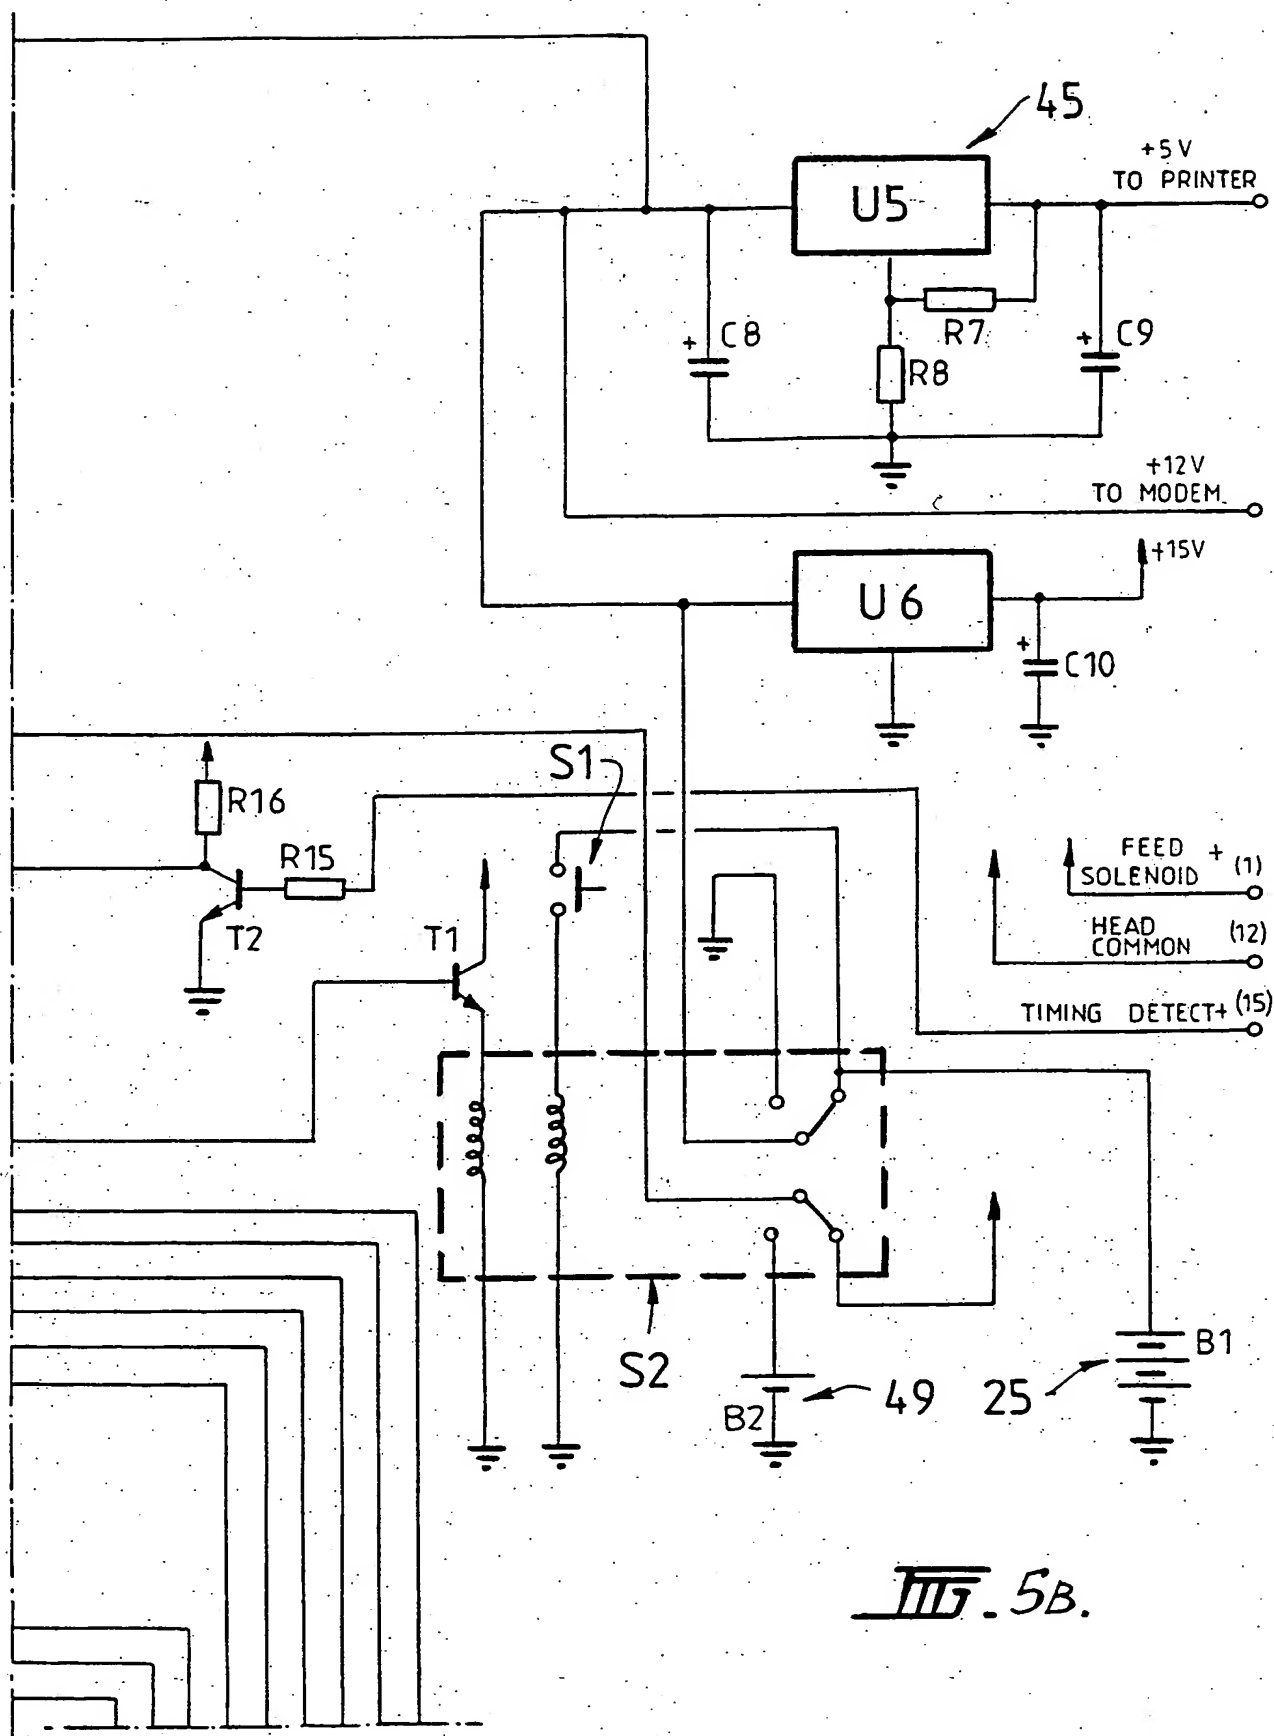 45
+5V
TO PRINTER
U5
+ C8
R7
+ C9
R8
+12V
TO MODEM
+15V
U6
+ C10
S1
R16
R15
FEED + (1)
SOLENOID
T2
T1
HEAD (12)
COMMON
TIMING DETECT+ (15)
S2
B1
49
25
B2
FIG. 5B.